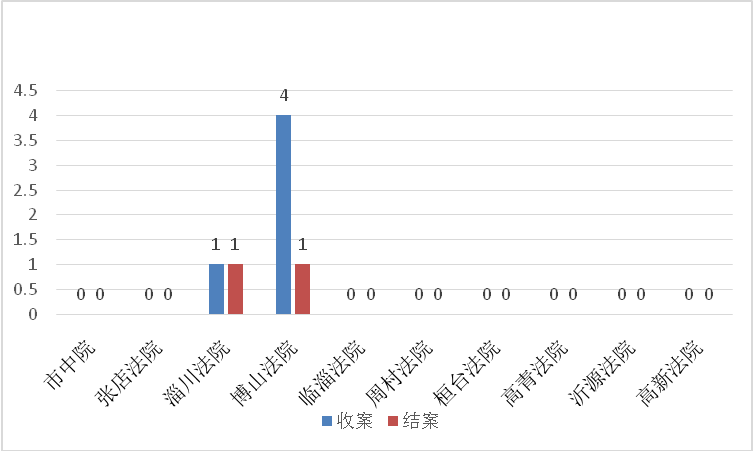 4.5
4
3.5
3
2.5
2
1.5
1
0.5
0
0 0
0 0
1 1
4
1
0 0
0 0
0 0
0 0
0 0
0 0
市中院
张店法院
淄川法院
博山法院
临淄法院
周村法院
桓台法院
高青法院
沂源法院
高新法院
收案 结案